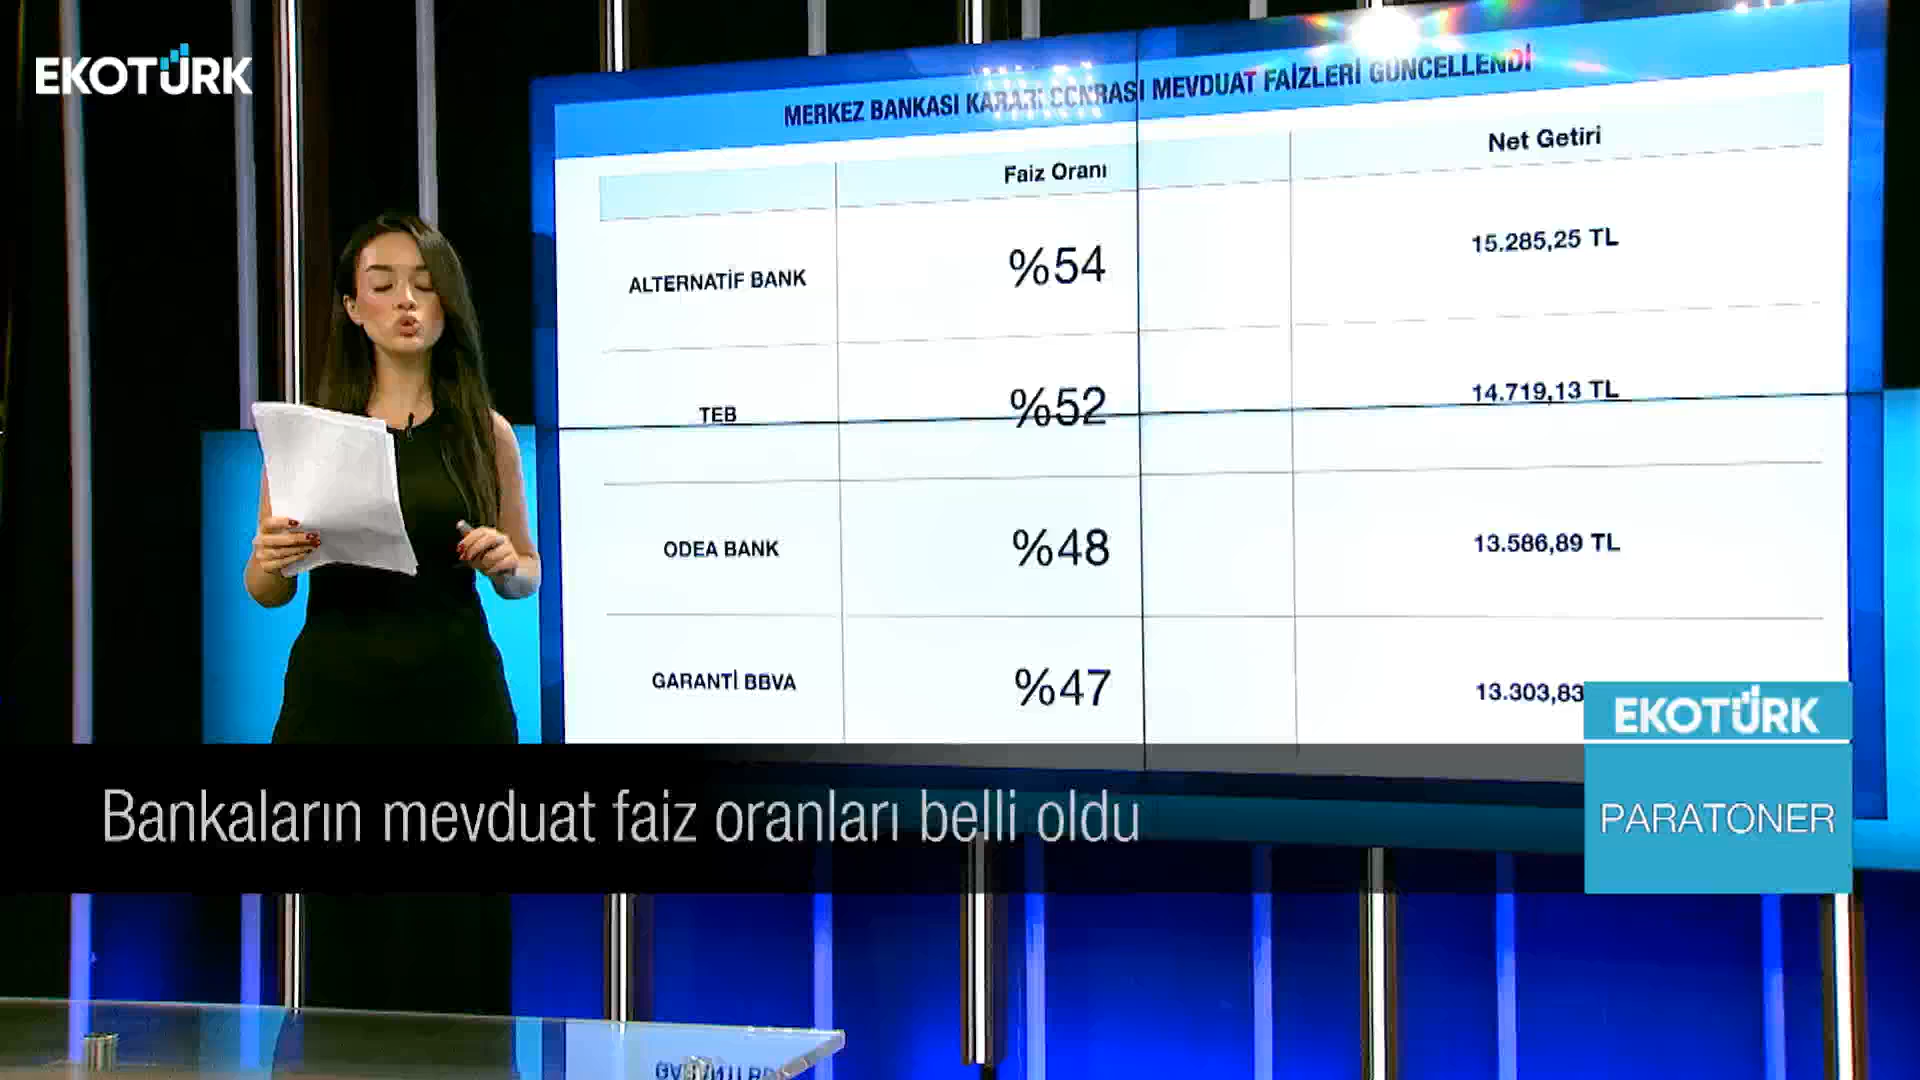 EKOTÜRK
MERKEZ BANKASI KARARI SONRASI MEVDUAT FAİZLERİ GÜNCELLENDİ
Faiz Oranı
Net Getiri
ALTERNATİF BANK
%54
15.285,25 TL
TEB
%52
14.719,13 TL
ODEA BANK
%48
13.586,89 TL
GARANTİ BBVA
%47
13.303,83
EKOTÜRK
Bankaların mevduat faiz oranları belli oldu
PARATONER